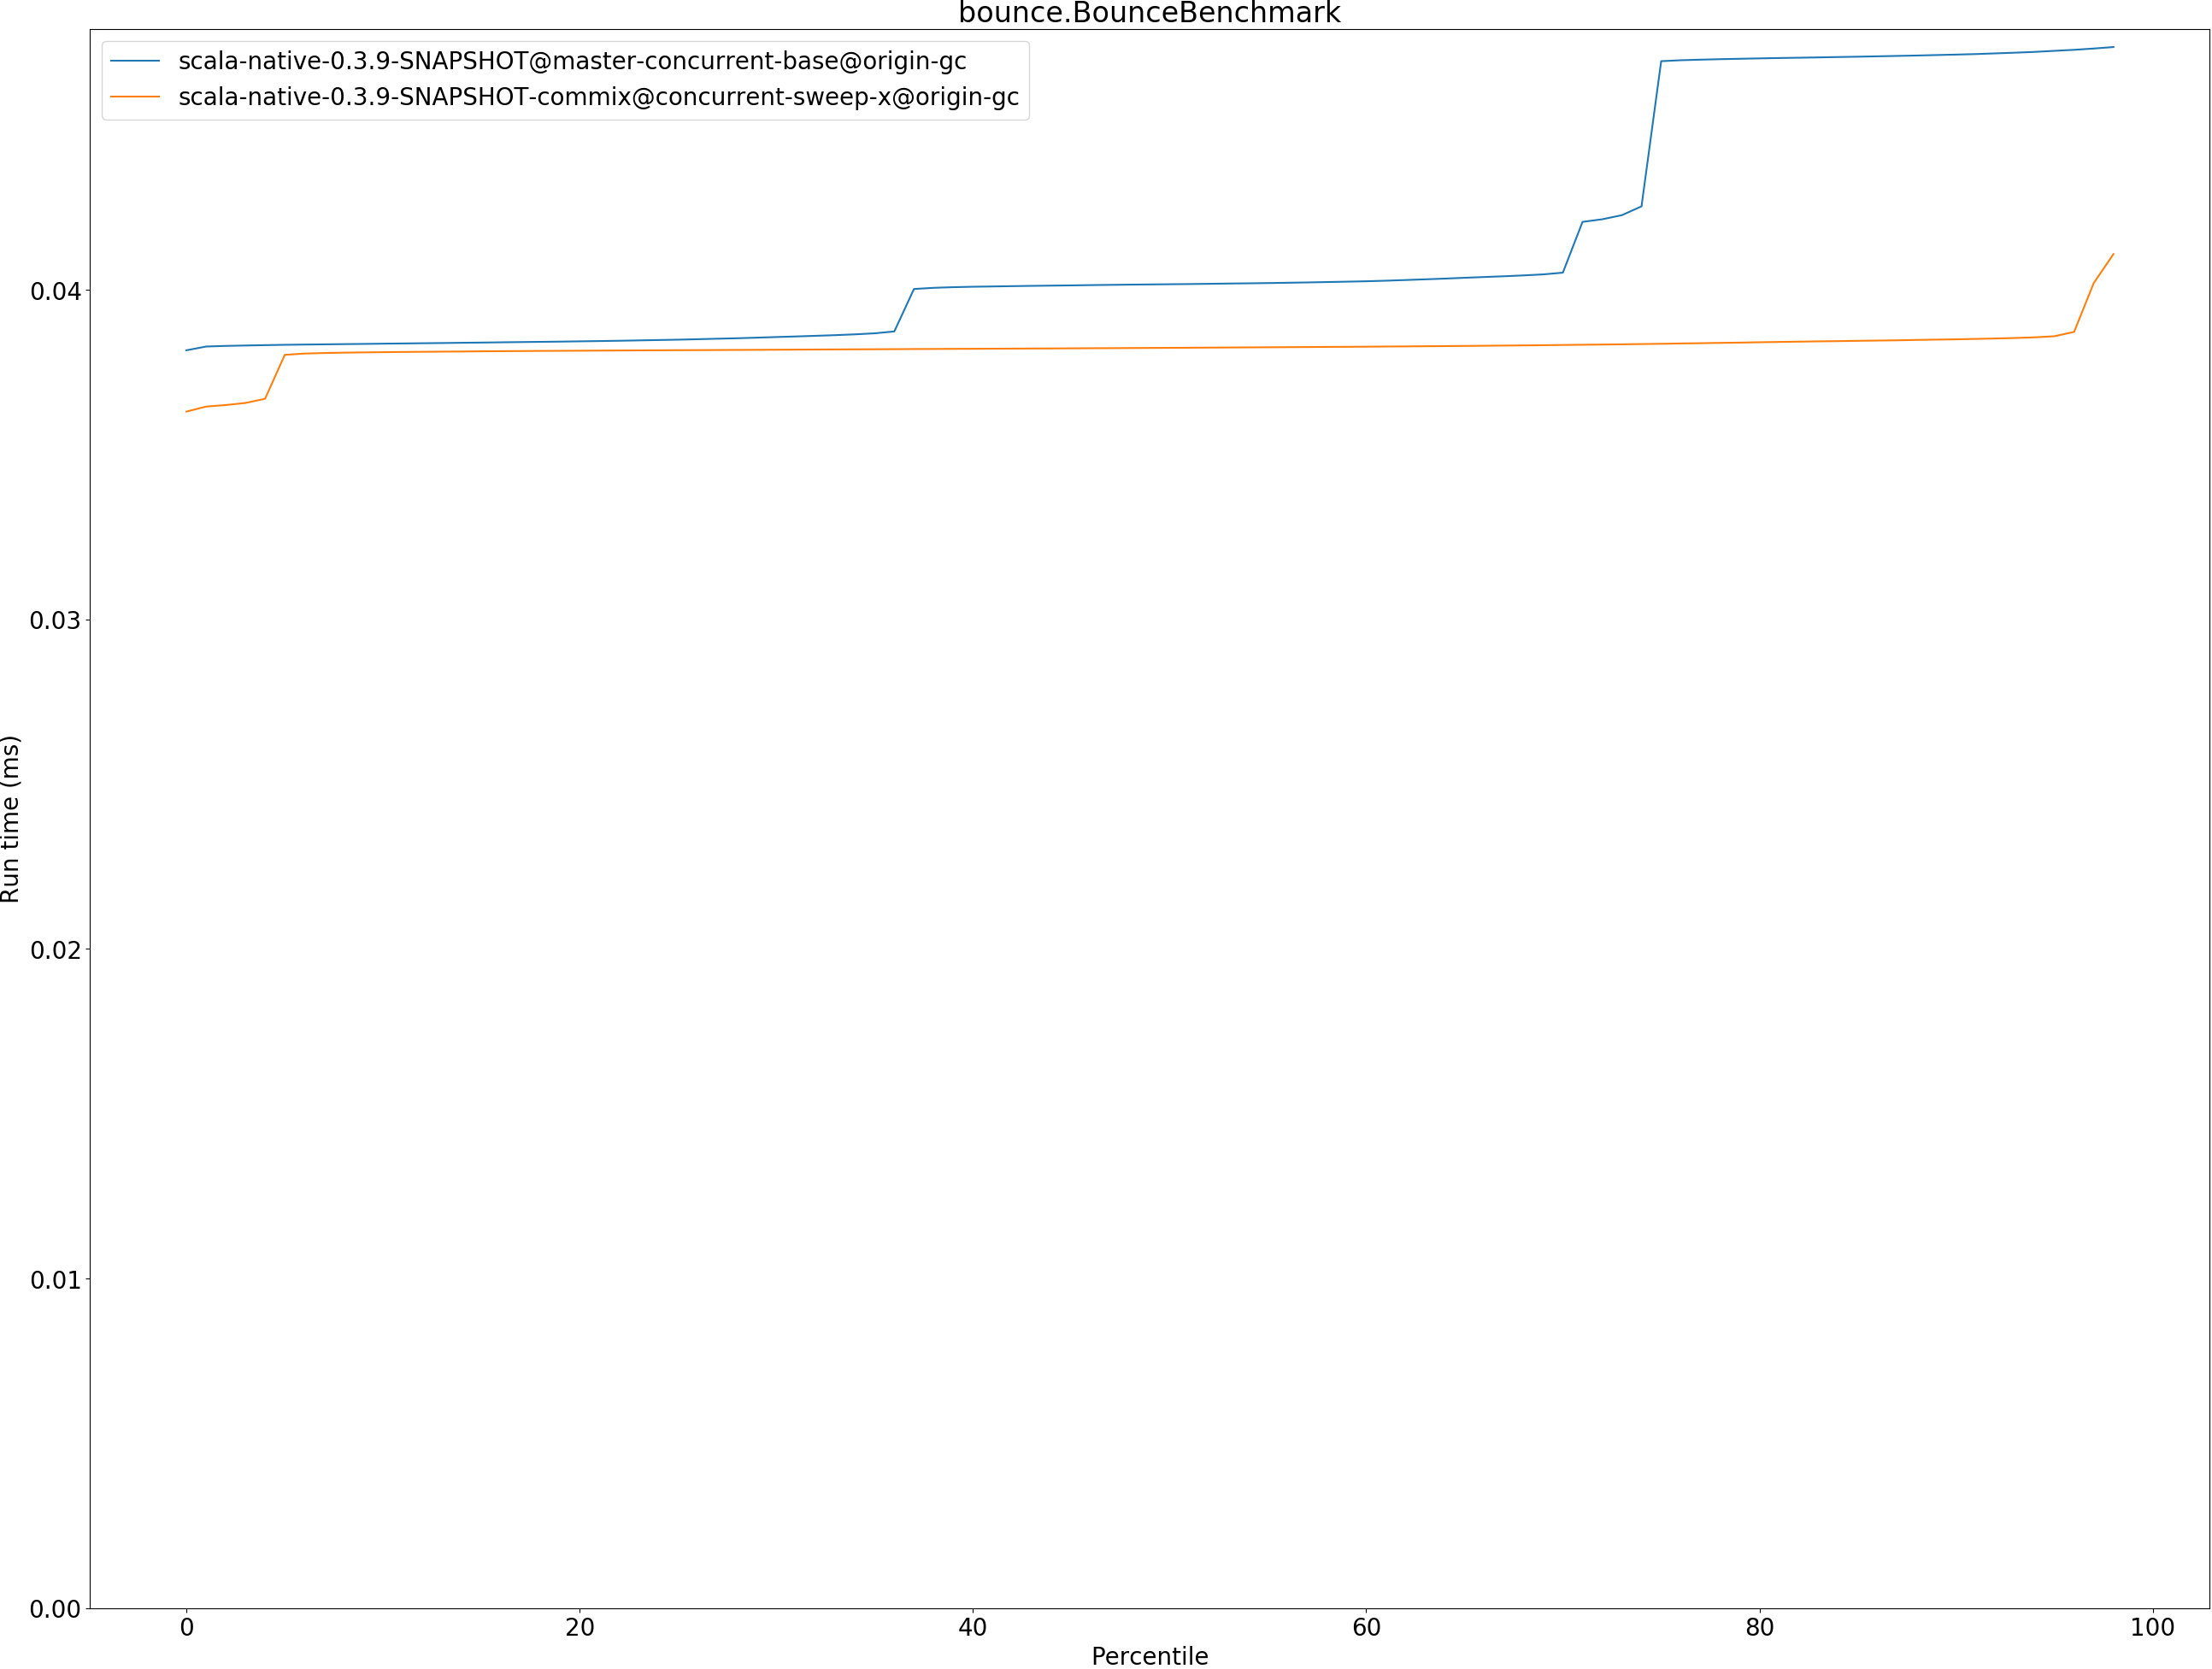 bounce.BounceBenchmark
scala-native-0.3.9-SNAPSHOT@master-concurrent-base@origin-gc
scala-native-0.3.9-SNAPSHOT-commix@concurrent-sweep-x@origin-gc
0.04
0.03
0.02
0.01
0.00
Run time (ms)
0 20 40 60 80 100
Percentile